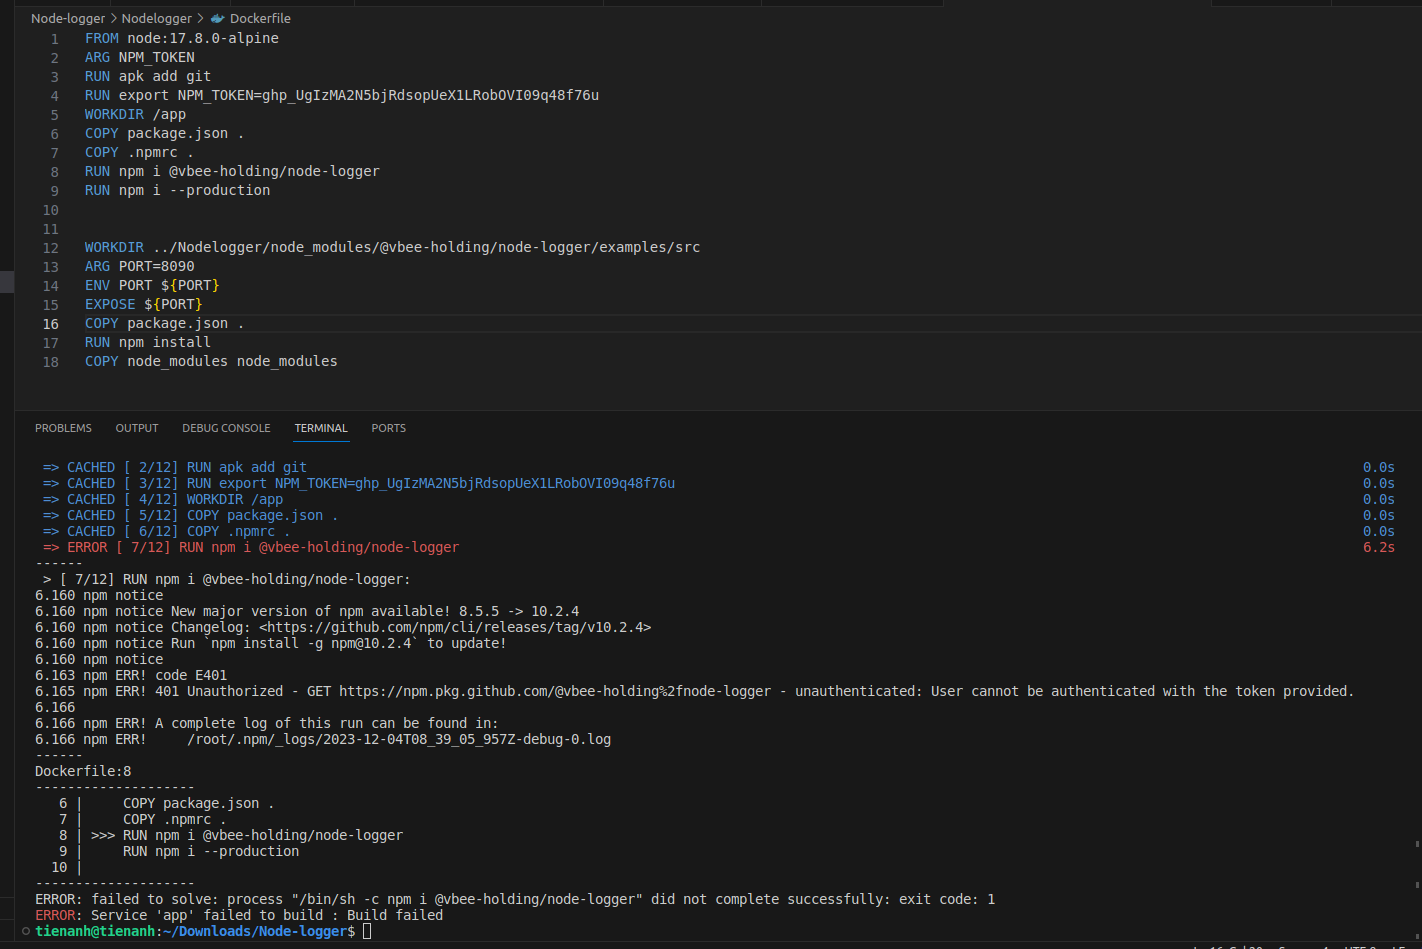 Node-logger > Nodelogger > Dockerfile
1 FROM node:17.8.0-alpine
2 ARG NPM_TOKEN
3 RUN apk add git
4 RUN export NPM_TOKEN=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
5 WORKDIR /app
6 COPY package.json .
7 COPY .npmrc .
8 RUN npm i @vbee-holding/node-logger
9 RUN npm i --production
10
11
12 WORKDIR ../Nodelogger/node_modules/@vbee-holding/node-logger/examples/src
13 ARG PORT=8090
14 ENV PORT ${PORT}
15 EXPOSE ${PORT}
16 COPY package.json .
17 RUN npm install
18 COPY node_modules node_modules
PROBLEMS OUTPUT DEBUG CONSOLE TERMINAL PORTS
=> CACHED [ 2/12] RUN apk add git 0.0s
=> CACHED [ 3/12] RUN export NPM_TOKEN=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 0.0s
=> CACHED [ 4/12] WORKDIR /app 0.0s
=> CACHED [ 5/12] COPY package.json . 0.0s
=> CACHED [ 6/12] COPY .npmrc . 0.0s
=> ERROR [ 7/12] RUN npm i @vbee-holding/node-logger 6.2s
------
> [ 7/12] RUN npm i @vbee-holding/node-logger:
6.160 npm notice
6.160 npm notice New major version of npm available! 8.5.5 -> 10.2.4
6.160 npm notice Changelog: <https://github.com/npm/cli/releases/tag/v10.2.4>
6.160 npm notice Run `npm install -g npm@10.2.4` to update!
6.160 npm notice
6.163 npm ERR! code E401
6.165 npm ERR! 401 Unauthorized - GET https://npm.pkg.github.com/@vbee-holding%2fnode-logger - unauthenticated: User cannot be authenticated with the token provided.
6.166
6.166 npm ERR! A complete log of this run can be found in:
6.166 npm ERR!     /root/.npm/_logs/2023-12-04T08_39_05_957Z-debug-0.log
------
Dockerfile:8
--------------------
6 |     COPY package.json .
7 |     COPY .npmrc .
8 | >>> RUN npm i @vbee-holding/node-logger
9 |     RUN npm i --production
10 |
--------------------
ERROR: failed to solve: process "/bin/sh -c npm i @vbee-holding/node-logger" did not complete successfully: exit code: 1
ERROR: Service 'app' failed to build : Build failed
tienanh@tienanh:~/Downloads/Node-logger$